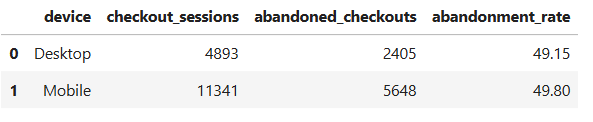 device checkout_sessions abandoned_checkouts abandonment_rate
0 Desktop 4893 2405 49.15
1 Mobile 11341 5648 49.80